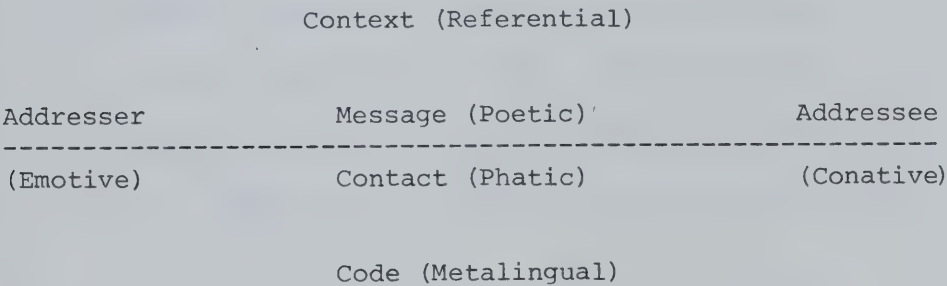 Context (Referential)
Addresser Message (Poetic) Addressee
------------------------------------------------------------
(Emotive) Contact (Phatic) (Conative)
Code (Metalingual)